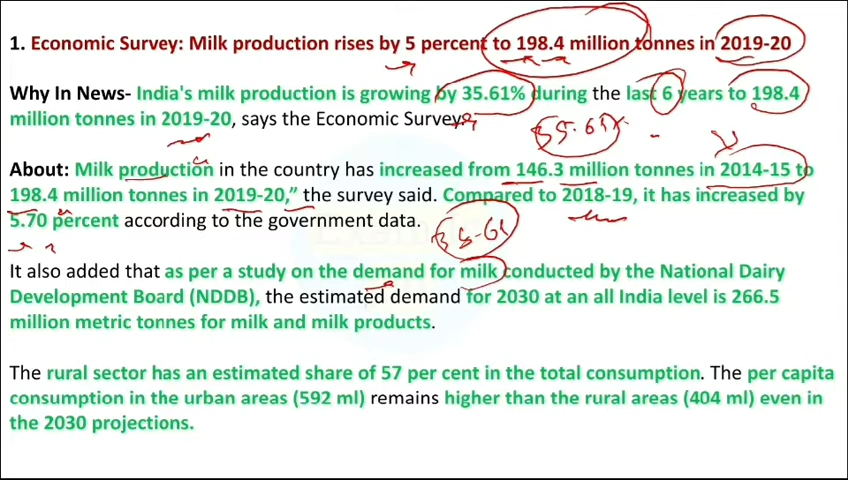 1. Economic Survey: Milk production rises by 5 percent to 198.4 million tonnes in 2019-20
Why In News- India's milk production is growing by 35.61% during the last 6 years to 198.4
million tonnes in 2019-20, says the Economic Survey.
35.61%
About: Milk production in the country has increased from 146.3 million tonnes in 2014-15 to
198.4 million tonnes in 2019-20,” the survey said. Compared to 2018-19, it has increased by
5.70 percent according to the government data.
35-61
It also added that as per a study on the demand for milk conducted by the National Dairy
Development Board (NDDB), the estimated demand for 2030 at an all India level is 266.5
million metric tonnes for milk and milk products.
The rural sector has an estimated share of 57 per cent in the total consumption. The per capita
consumption in the urban areas (592 ml) remains higher than the rural areas (404 ml) even in
the 2030 projections.